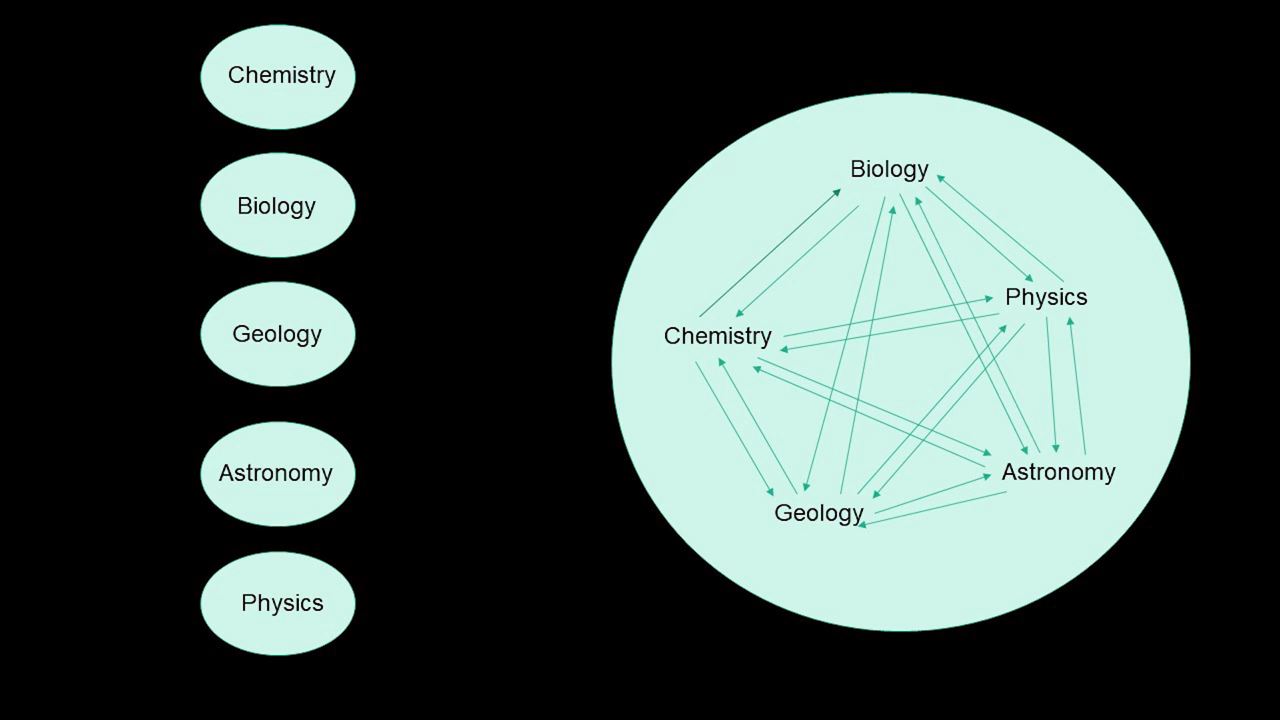 Chemistry
Biology
Geology
Astronomy
Physics
Biology
Physics
Chemistry
Astronomy
Geology